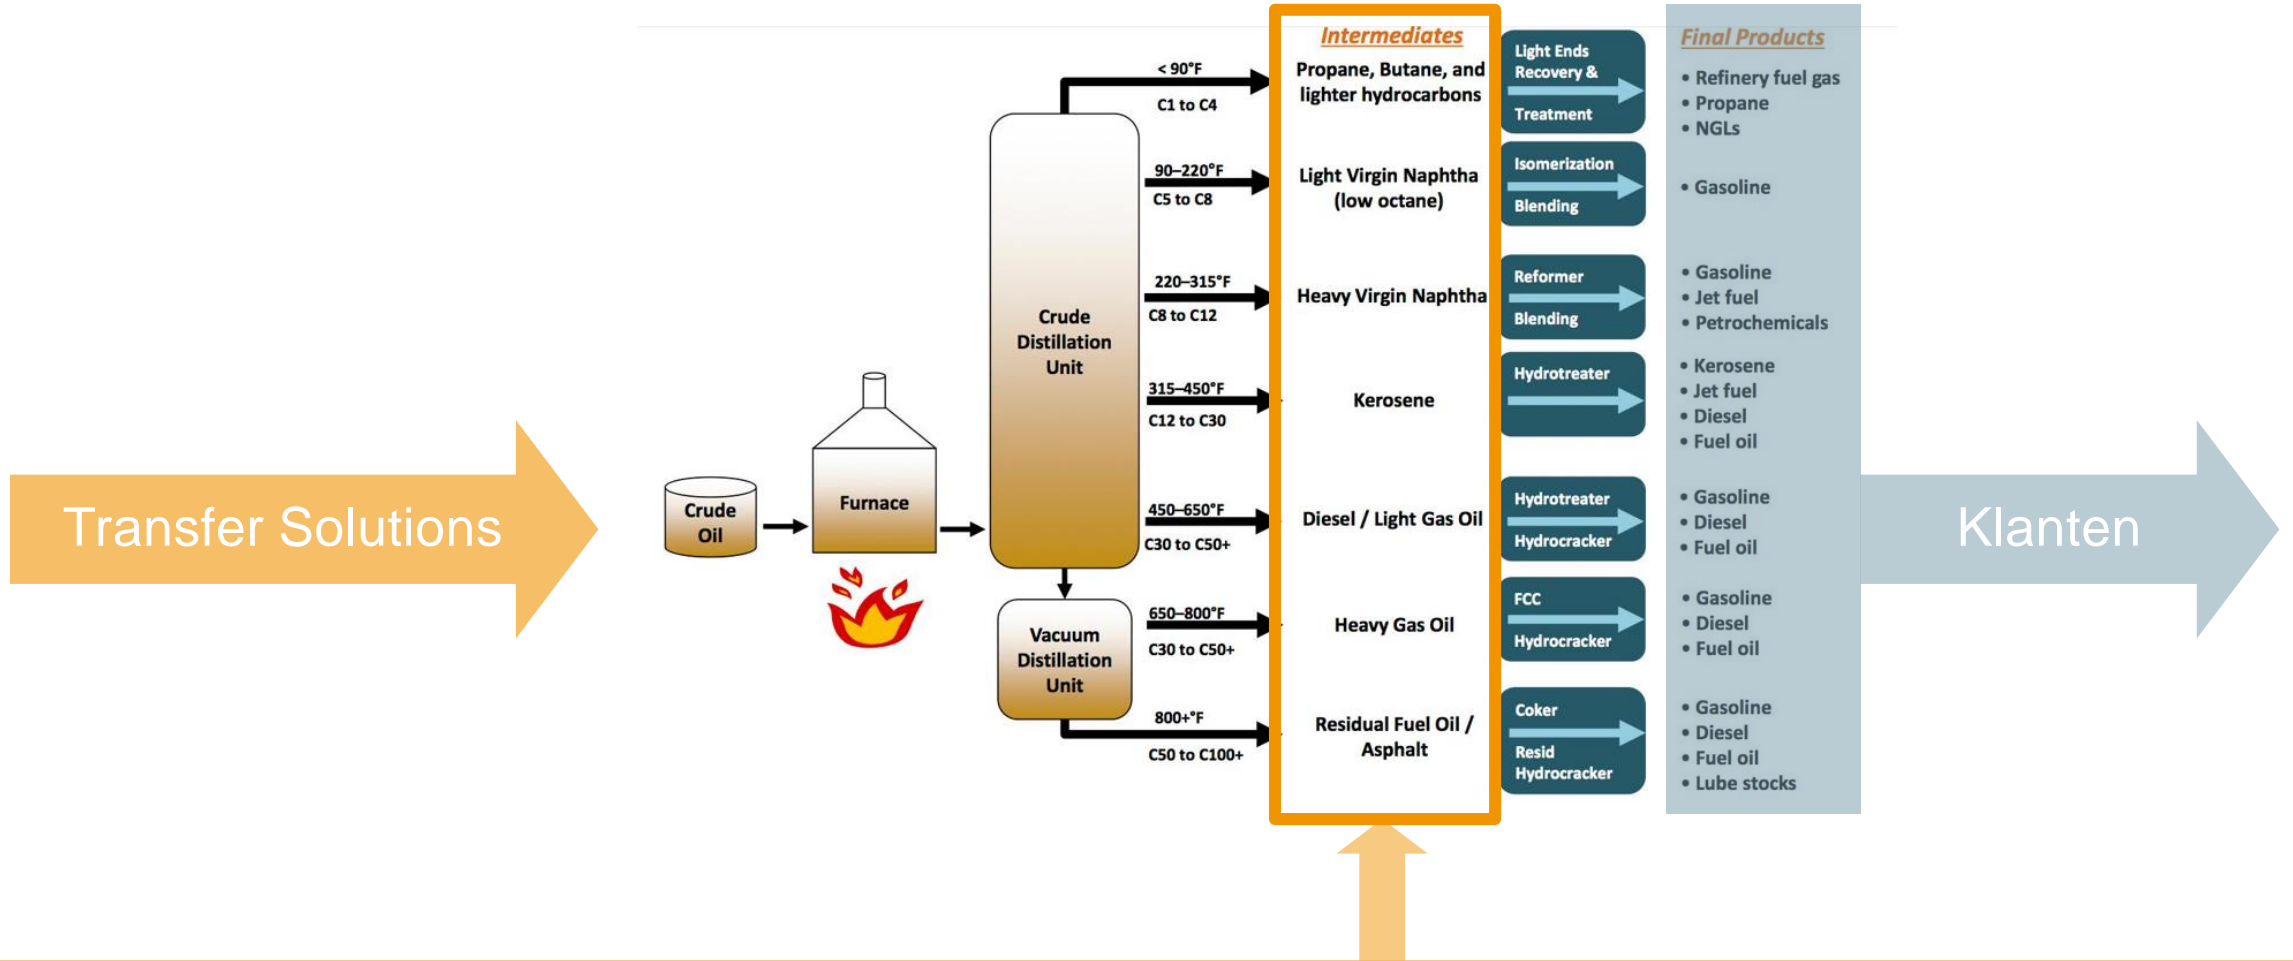 Transfer Solutions
Crude
Oil
Furnace
Crude
Distillation
Unit
Vacuum
Distillation
Unit
< 90°F
C1 to C4
90–220°F
C5 to C8
220–315°F
C8 to C12
315–450°F
C12 to C30
450–650°F
C30 to C50+
650–800°F
C30 to C50+
800+°F
C50 to C100+
Intermediates
Propane, Butane, and
lighter hydrocarbons
Light Virgin Naphtha
(low octane)
Heavy Virgin Naphtha
Kerosene
Diesel / Light Gas Oil
Heavy Gas Oil
Residual Fuel Oil /
Asphalt
Light Ends
Recovery &
Treatment
Isomerization
Blending
Reformer
Blending
Hydrotreater
Hydrotreater
Hydrocracker
FCC
Hydrocracker
Coker
Resid
Hydrocracker
Final Products
• Refinery fuel gas
• Propane
• NGLs
• Gasoline
• Gasoline
• Jet fuel
• Petrochemicals
• Kerosene
• Jet fuel
• Diesel
• Fuel oil
• Gasoline
• Diesel
• Fuel oil
• Gasoline
• Diesel
• Fuel oil
• Gasoline
• Diesel
• Fuel oil
• Lube stocks
Klanten